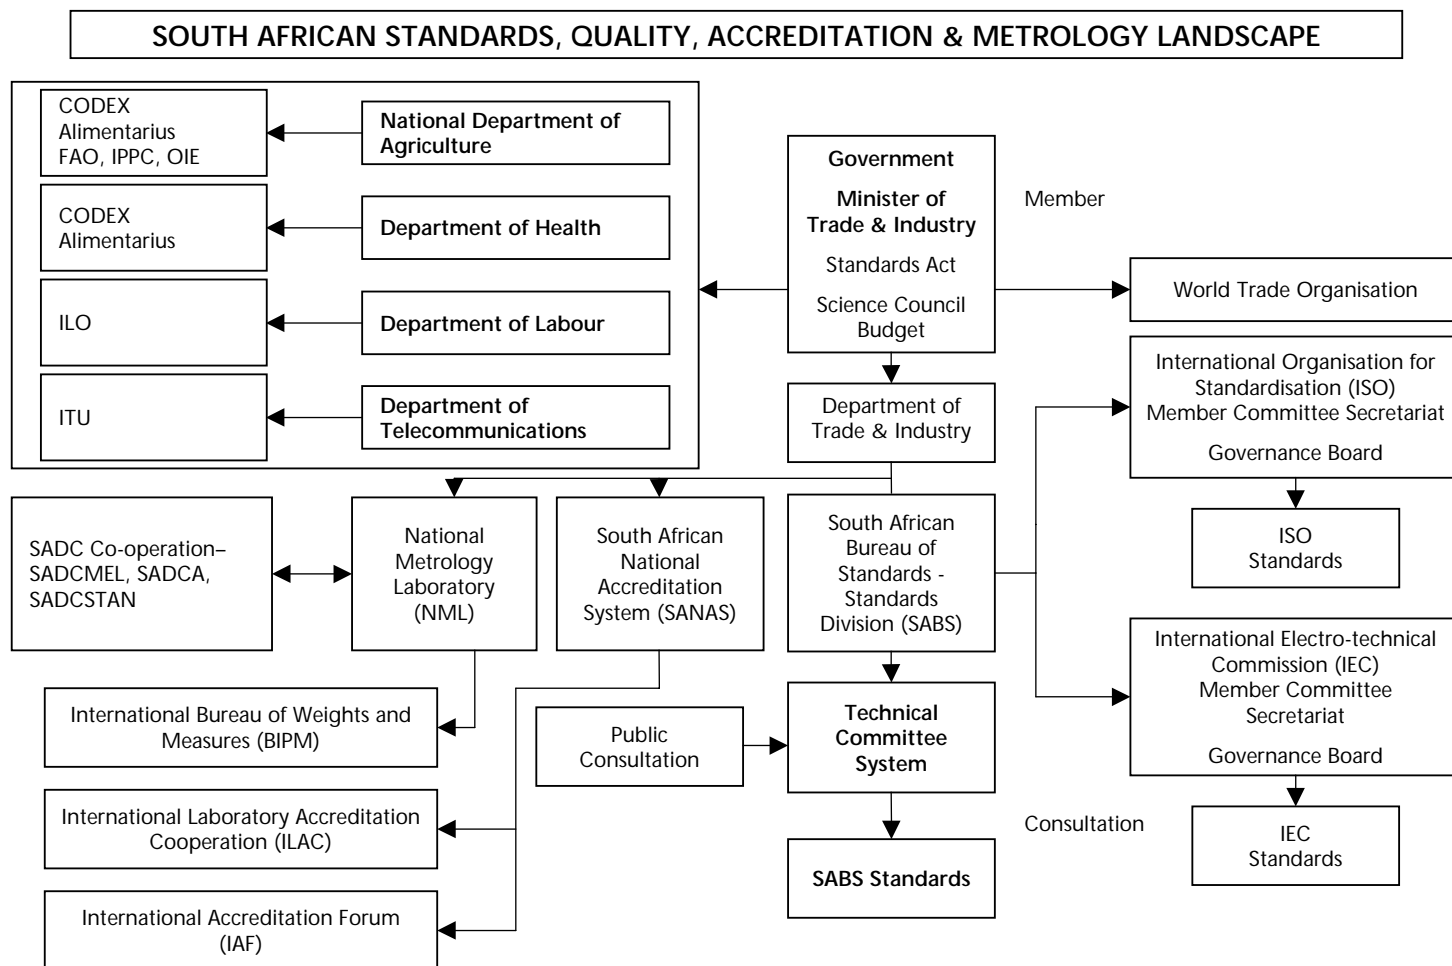 SOUTH AFRICAN STANDARDS, QUALITY, ACCREDITATION & METROLOGY LANDSCAPE
CODEX
Alimentarius
FAO, IPPC, OIE
National Department of
Agriculture
CODEX
Alimentarius
Department of Health
ILO
Department of Labour
ITU
Department of
Telecommunications
Government
Minister of
Trade & Industry
Standards Act
Science Council
Budget
Member
World Trade Organisation
Department of
Trade & Industry
International Organisation for
Standardisation (ISO)
Member Committee Secretariat
Governance Board
ISO
Standards
SADC Co-operation–
SADCMEL, SADCA,
SADCSTAN
National
Metrology
Laboratory
(NML)
South African
National
Accreditation
System (SANAS)
South African
Bureau of
Standards -
Standards
Division (SABS)
International Electro-technical
Commission (IEC)
Member Committee
Secretariat
Governance Board
IEC
Standards
International Bureau of Weights and
Measures (BIPM)
Public
Consultation
Technical
Committee
System
International Laboratory Accreditation
Cooperation (ILAC)
Consultation
SABS Standards
International Accreditation Forum
(IAF)